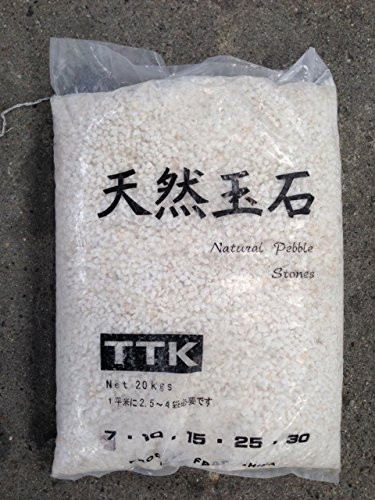 天然玉石
Natural Pebble
Stones
TTK
Net 20kgs
1平米に2.5〜4袋必要です
7・10・15・25・30